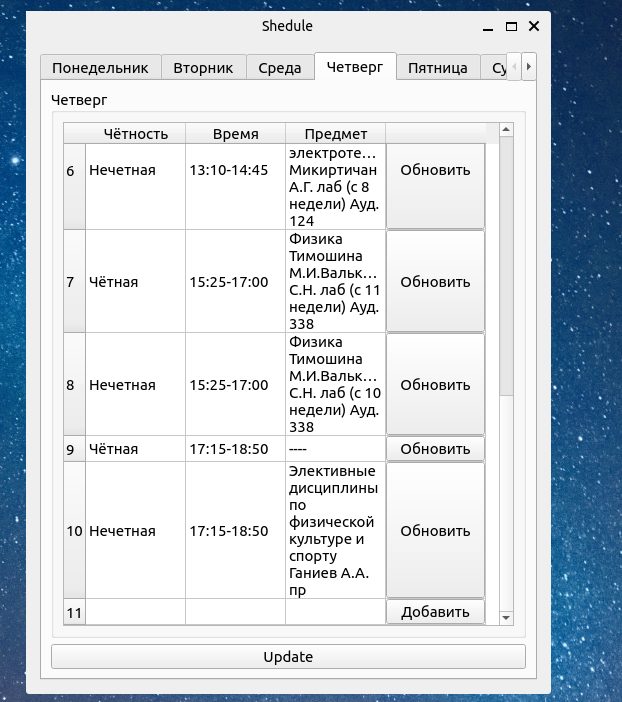 Shedule
Понедельник Вторник Среда Четверг Пятница Су
Четверг
Чётность Время Предмет
6 Нечетная 13:10-14:45 электроте… Обновить
Микиртичан
А.Г. лаб (с 8
недели) Ауд.
124
7 Чётная 15:25-17:00 Физика Обновить
Тимошина
М.И.Вальк…
С.Н. лаб (с 11
недели) Ауд.
338
8 Нечетная 15:25-17:00 Физика Обновить
Тимошина
М.И.Вальк…
С.Н. лаб (с 10
недели) Ауд.
338
9 Чётная 17:15-18:50 ---- Обновить
10 Нечетная 17:15-18:50 Элективные Обновить
дисциплины
по
физической
культуре и
спорту
Ганиев А.А.
пр
11 Добавить
Update